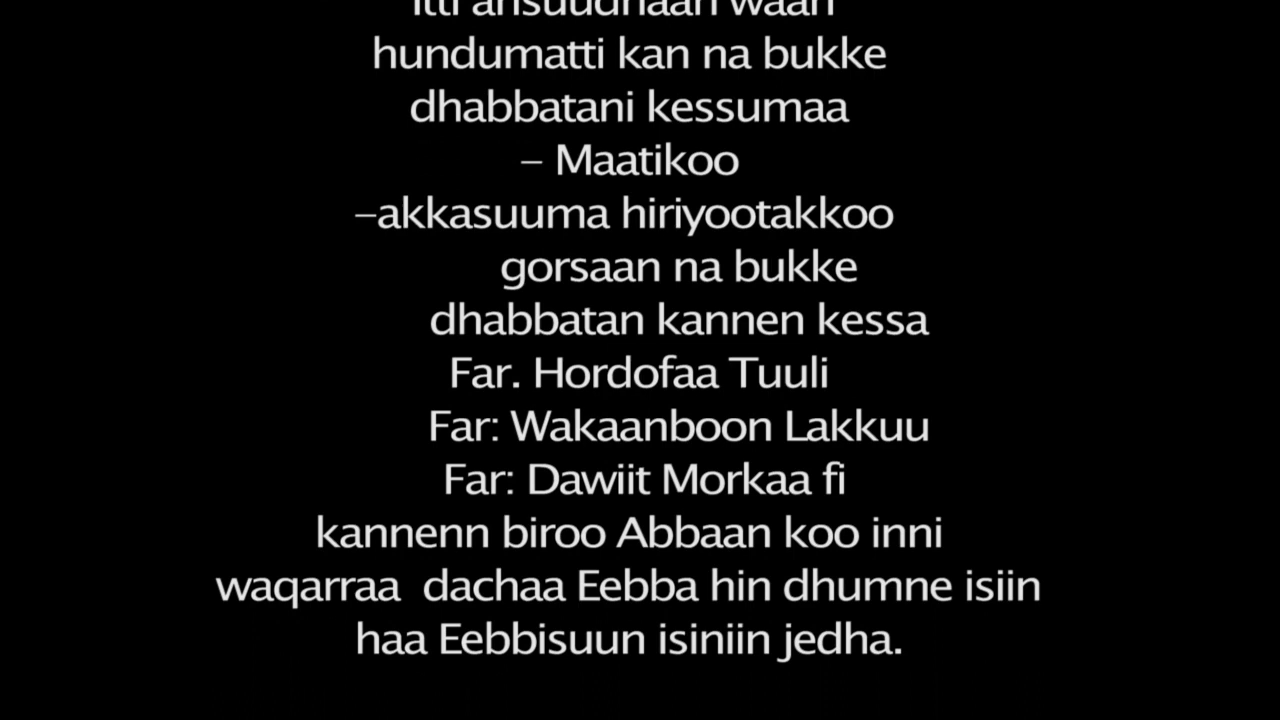 hundumatti kan na bukke
dhabbatani kessumaa
– Maatikoo
–akkasuuma hiriyootakkoo
gorsaan na bukke
dhabbatan kannen kessa
Far. Hordofaa Tuuli
Far: Wakaanboon Lakkuu
Far: Dawiit Morkaa fi
kannenn biroo Abbaan koo inni
waqarraa dachaa Eebba hin dhumne isiin
haa Eebbisuun isiniin jedha.